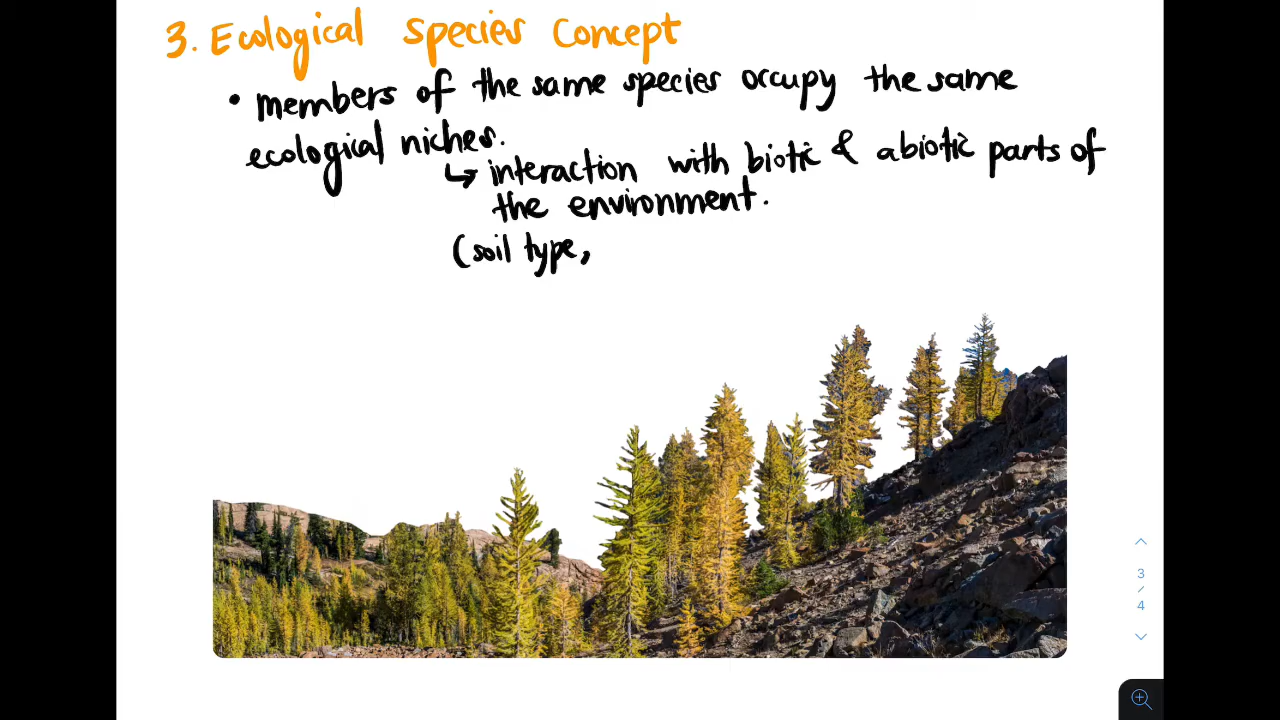 3. Ecological Species Concept
• members of the same species occupy the same
ecological niches.
↳ interaction with biotic & abiotic parts of
the environment.
(soil type,
3
/
4